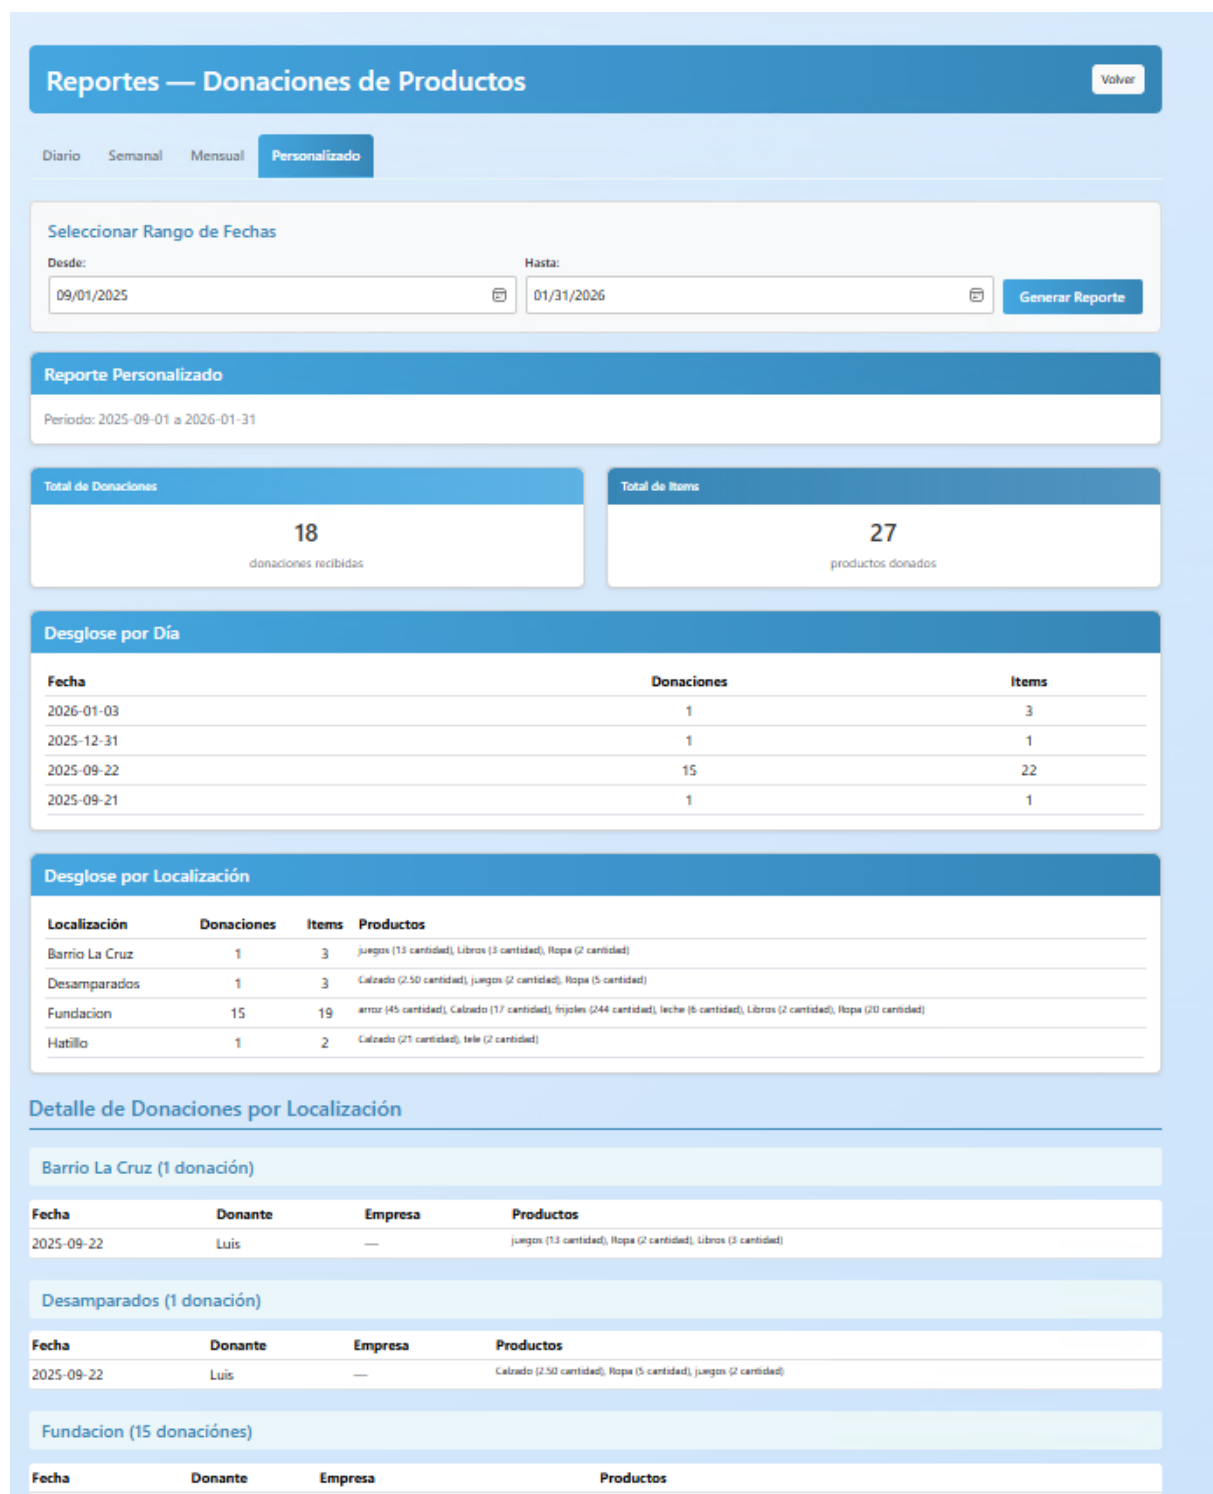 Reportes — Donaciones de Productos
Volver
Diario Semanal Mensual Personalizado
Seleccionar Rango de Fechas
Desde: Hasta:
09/01/2025 01/31/2026 Generar Reporte
Reporte Personalizado
Periodo: 2025-09-01 a 2026-01-31
Total de Donaciones Total de Items
18 27
donaciones recibidas productos donados
Desglose por Día
Fecha Donaciones Items
2026-01-03 1 3
2025-12-31 1 1
2025-09-22 15 22
2025-09-21 1 1
Desglose por Localización
Localización Donaciones Items Productos
Barrio La Cruz 1 3 juegos (13 cantidad), Libros (3 cantidad), Ropa (2 cantidad)
Desamparados 1 3 Calzado (2.50 cantidad), juegos (2 cantidad), Ropa (5 cantidad)
Fundacion 15 19 arroz (45 cantidad), Calzado (17 cantidad), frijoles (244 cantidad), leche (6 cantidad), Libros (2 cantidad), Ropa (20 cantidad)
Hatillo 1 2 Calzado (21 cantidad), tele (2 cantidad)
Detalle de Donaciones por Localización
Barrio La Cruz (1 donación)
Fecha Donante Empresa Productos
2025-09-22 Luis — juegos (13 cantidad), Ropa (2 cantidad), Libros (3 cantidad)
Desamparados (1 donación)
Fecha Donante Empresa Productos
2025-09-22 Luis — Calzado (2.50 cantidad), Ropa (5 cantidad), juegos (2 cantidad)
Fundacion (15 donaciónes)
Fecha Donante Empresa Productos